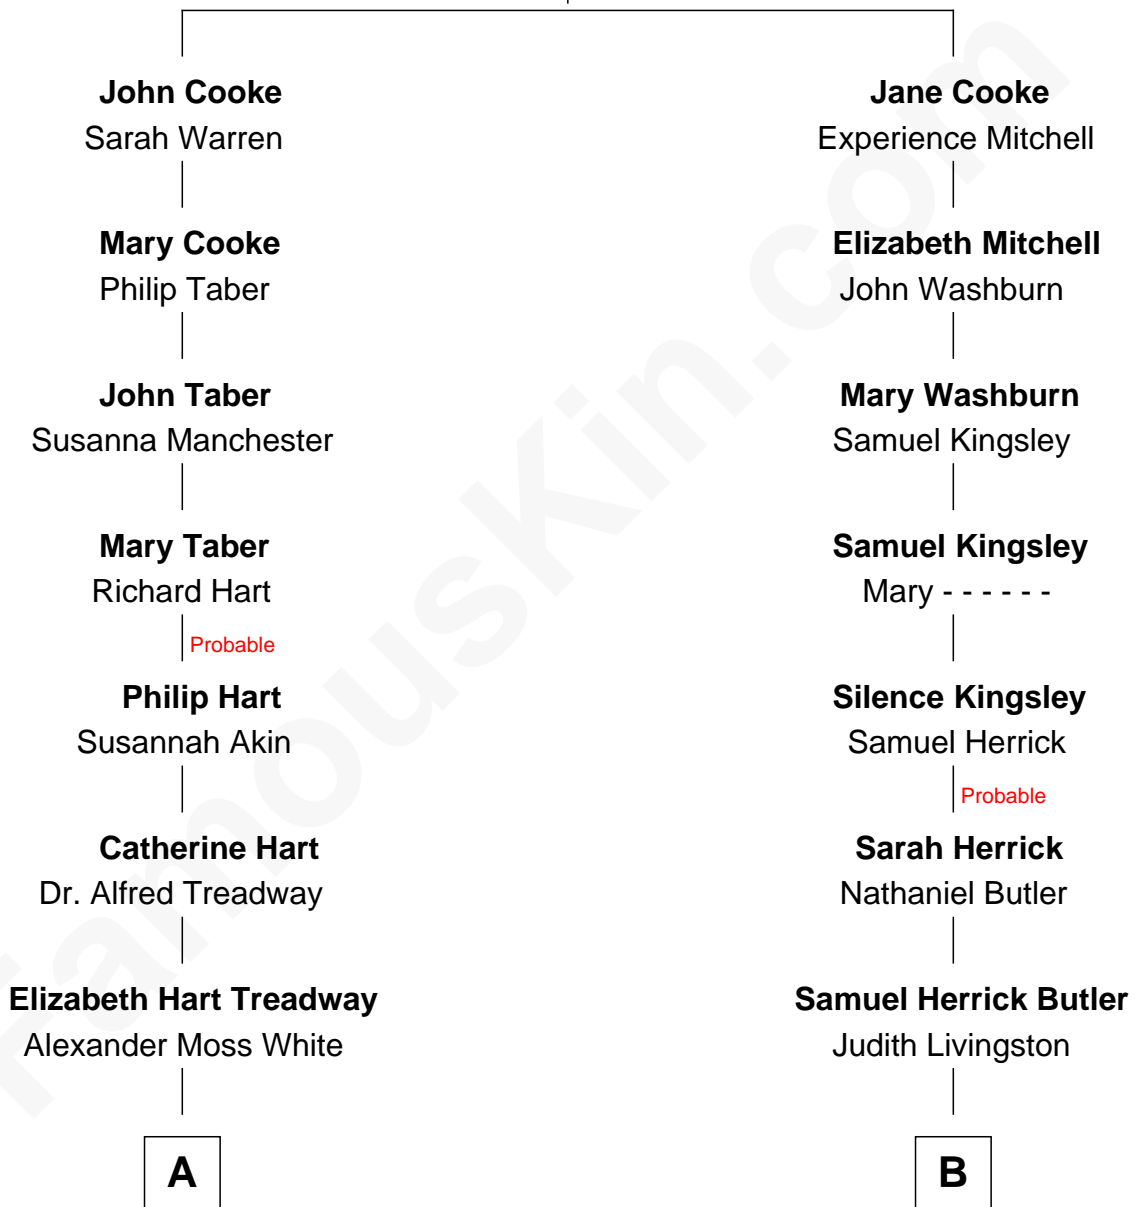 John Cooke
Sarah Warren
Mary Cooke
Philip Taber
John Taber
Susanna Manchester
Mary Taber
Richard Hart
Probable
Philip Hart
Susannah Akin
Catherine Hart
Dr. Alfred Treadway
Elizabeth Hart Treadway
Alexander Moss White
A
Jane Cooke
Experience Mitchell
Elizabeth Mitchell
John Washburn
Mary Washburn
Samuel Kingsley
Samuel Kingsley
Mary - - - - - -
Silence Kingsley
Samuel Herrick
Probable
Sarah Herrick
Nathaniel Butler
Samuel Herrick Butler
Judith Livingston
B
FamousKin.com